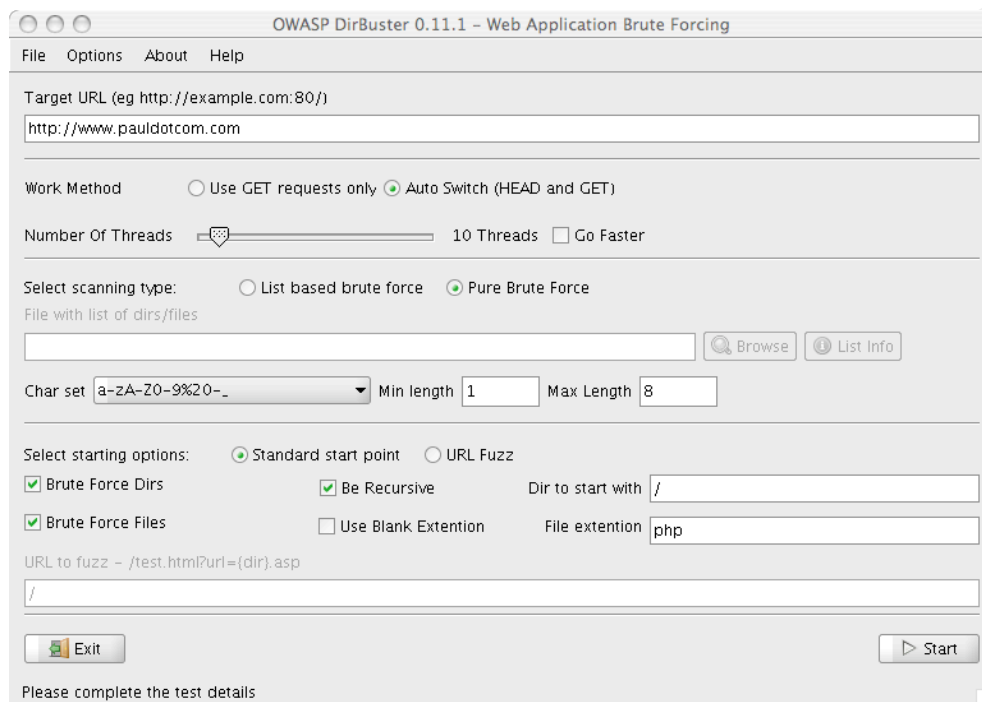 OWASP DirBuster 0.11.1 – Web Application Brute Forcing
File Options About Help
Target URL (eg http://example.com:80/)
http://www.pauldotcom.com
Work Method Use GET requests only Auto Switch (HEAD and GET)
Number Of Threads 10 Threads Go Faster
Select scanning type: List based brute force Pure Brute Force
File with list of dirs/files
Browse List Info
Char set a-zA-Z0-9%20-_ Min length 1 Max Length 8
Select starting options: Standard start point URL Fuzz
Brute Force Dirs Be Recursive Dir to start with /
Brute Force Files Use Blank Extention File extention php
URL to fuzz – /test.html?url={dir}.asp
/
Exit Start
Please complete the test details